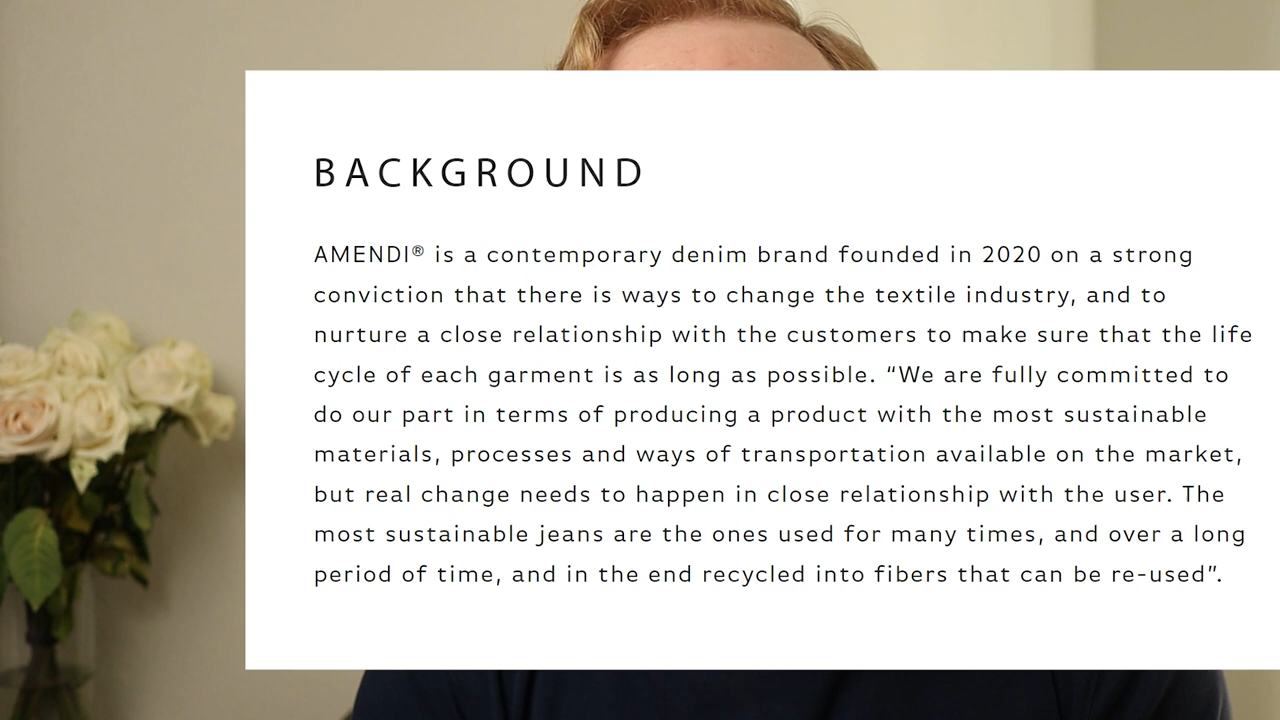 BACKGROUND
AMENDI® is a contemporary denim brand founded in 2020 on a strong
conviction that there is ways to change the textile industry, and to
nurture a close relationship with the customers to make sure that the life
cycle of each garment is as long as possible. “We are fully committed to
do our part in terms of producing a product with the most sustainable
materials, processes and ways of transportation available on the market,
but real change needs to happen in close relationship with the user. The
most sustainable jeans are the ones used for many times, and over a long
period of time, and in the end recycled into fibers that can be re-used”.